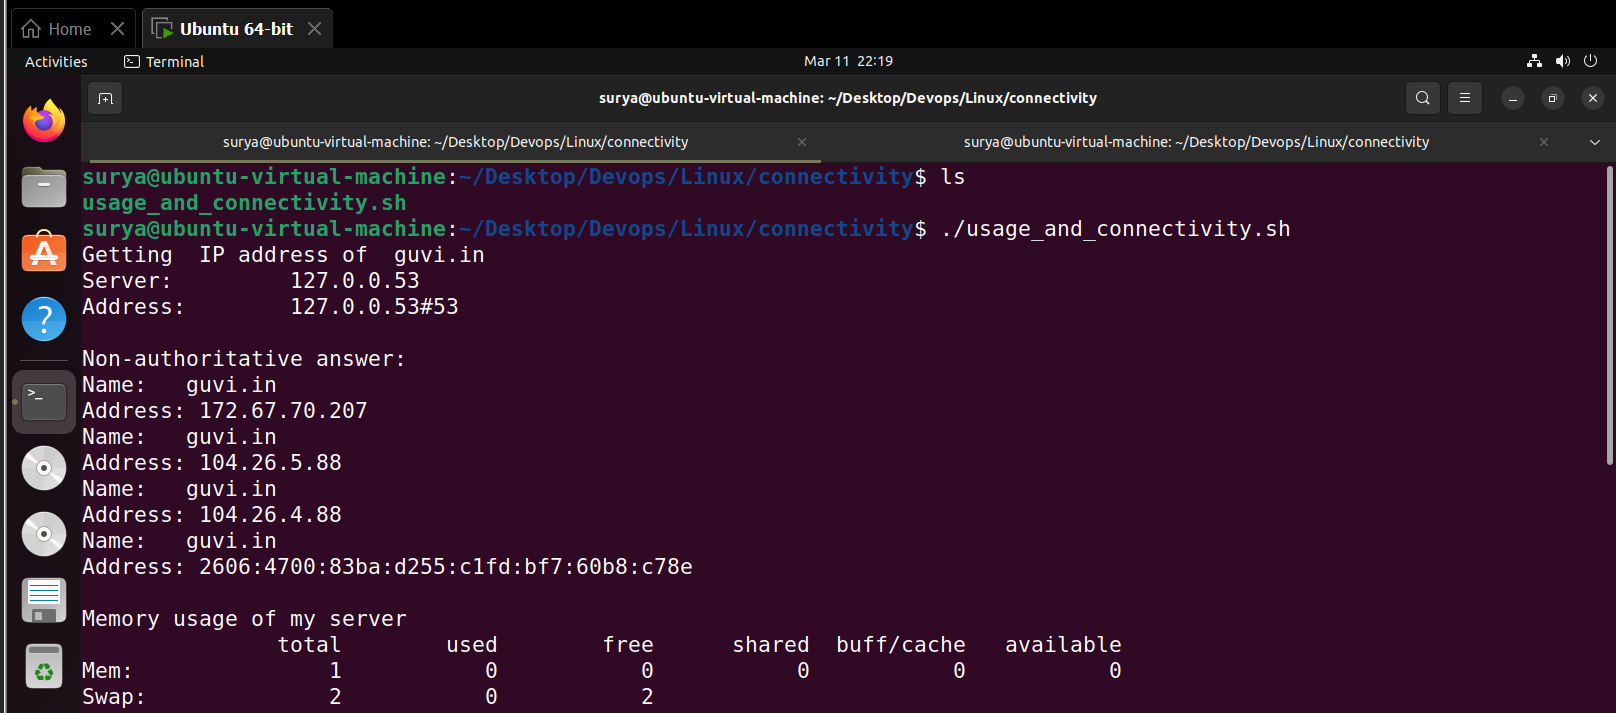 Home
Ubuntu 64-bit
Activities Terminal Mar 11 22:19
surya@ubuntu-virtual-machine: ~/Desktop/Devops/Linux/connectivity
surya@ubuntu-virtual-machine: ~/Desktop/Devops/Linux/connectivity surya@ubuntu-virtual-machine: ~/Desktop/Devops/Linux/connectivity
surya@ubuntu-virtual-machine:~/Desktop/Devops/Linux/connectivity$ ls
usage_and_connectivity.sh
surya@ubuntu-virtual-machine:~/Desktop/Devops/Linux/connectivity$ ./usage_and_connectivity.sh
Getting  IP address of  guvi.in
Server:         127.0.0.53
Address:        127.0.0.53#53
Non-authoritative answer:
Name:   guvi.in
Address: 172.67.70.207
Name:   guvi.in
Address: 104.26.5.88
Name:   guvi.in
Address: 104.26.4.88
Name:   guvi.in
Address: 2606:4700:83ba:d255:c1fd:bf7:60b8:c78e
Memory usage of my server
               total        used        free      shared  buff/cache   available
Mem:               1           0           0           0           0           0
Swap:              2           0           2